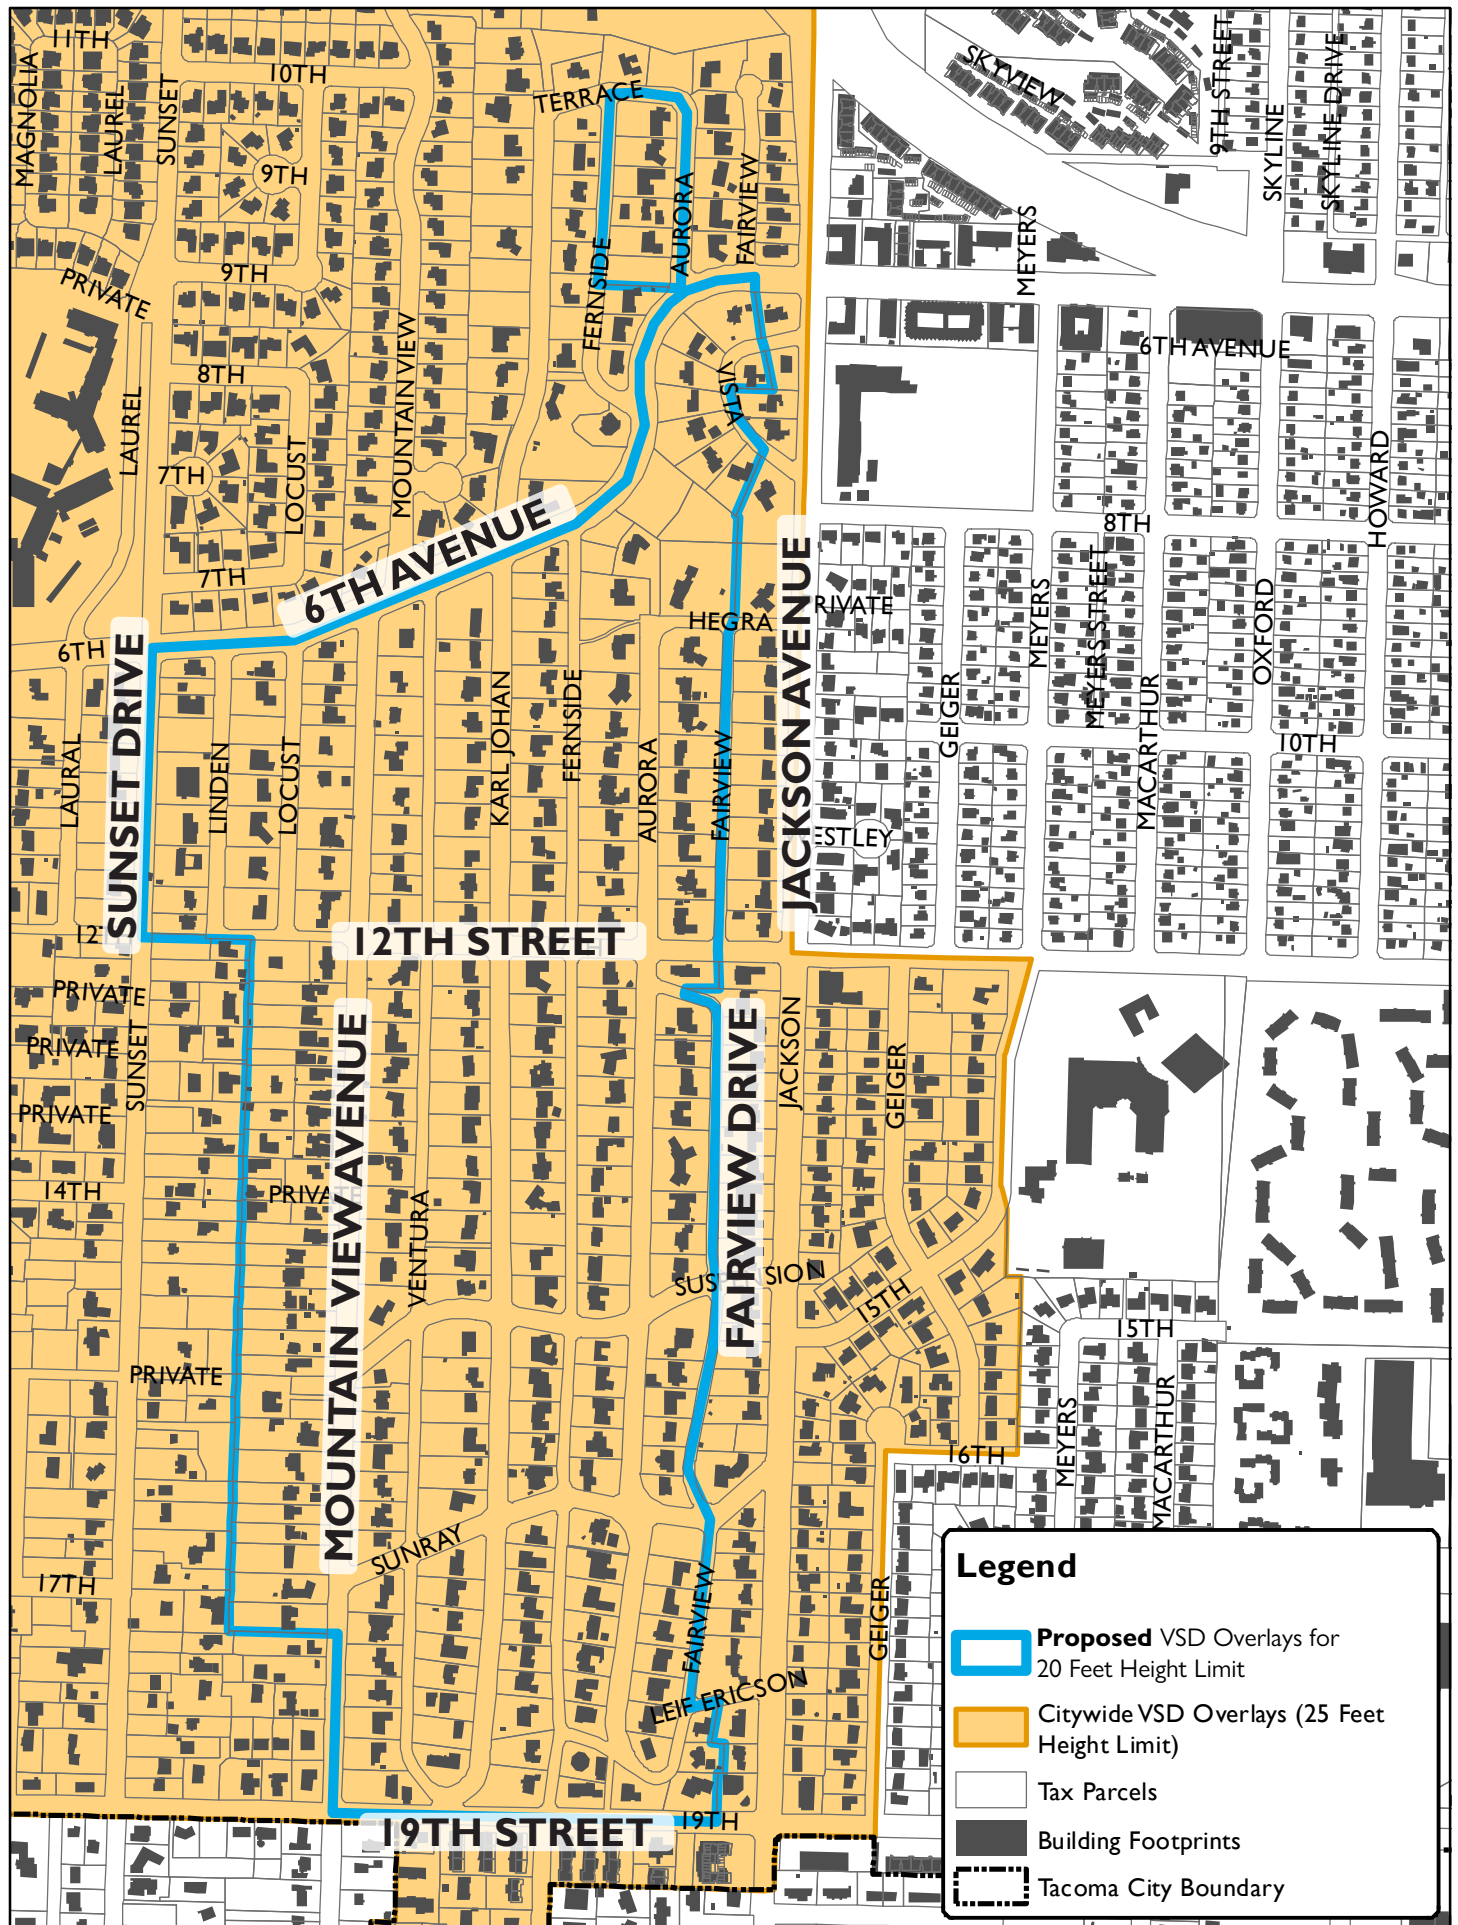 11TH
10TH
MAGNOLIA
LAUREL
SUNSET
TERRACE
SKYVIEW
9TH STREET
SKYLINE
SKYLINE DRIVE
9TH
AURORA
FAIRVIEW
FERNSIDE
MEYERS
9TH
PRIVATE
MOUNTAIN VIEW
8TH
6TH AVENUE
VISTA
LAUREL
LOCUST
7TH
HOWARD
6TH AVENUE
8TH
7TH
JACKSON AVENUE
RIVATE
MEYERS
MEYERS STREET
OXFORD
HEGRA
6TH
SUNSET DRIVE
LAURAL
LINDEN
LOCUST
KARL JOHAN
FERNSIDE
AURORA
FAIRVIEW
GEIGER
MACARTHUR
10TH
ESTLEY
12
12TH STREET
PRIVATE
PRIVATE
SUNSET
PRIVATE
MOUNTAIN VIEW AVENUE
FAIRVIEW DRIVE
JACKSON
GEIGER
14TH
PRIVATE
VENTURA
SUSPENSION
15TH
15TH
PRIVATE
MEYERS
MACARTHUR
16TH
SUNRAY
17TH
FAIRVIEW
GEIGER
LEIF ERICSON
19TH
19TH STREET
Legend
Proposed VSD Overlays for
20 Feet Height Limit
Citywide VSD Overlays (25 Feet
Height Limit)
Tax Parcels
Building Footprints
Tacoma City Boundary